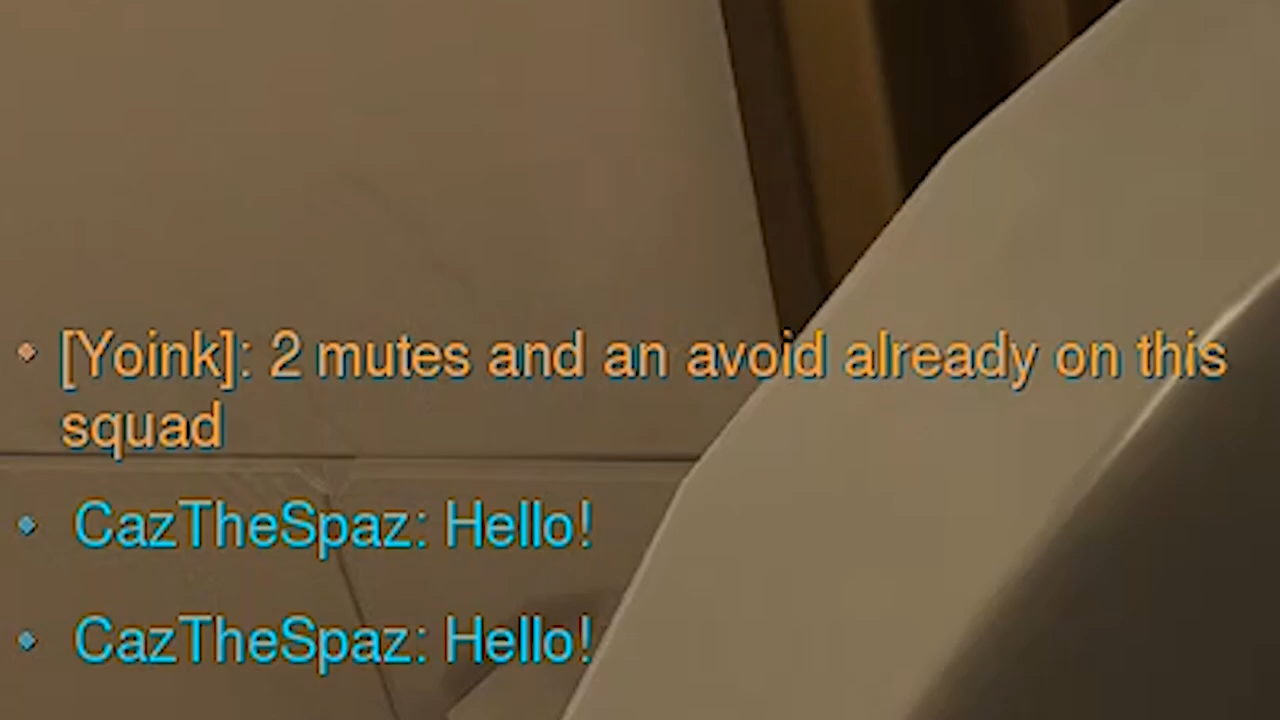 [Yoink]: 2 mutes and an avoid already on this
squad
CazTheSpaz: Hello!
CazTheSpaz: Hello!